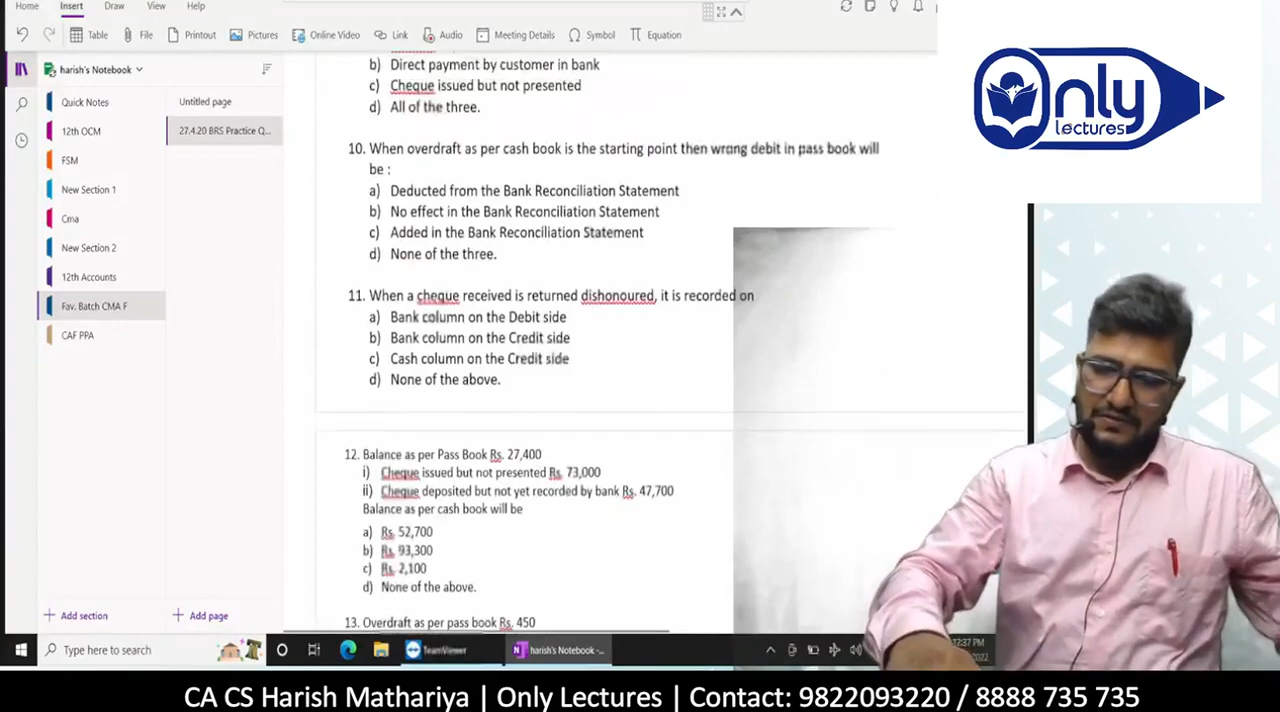 Home Insert Draw View Help
Table File Printout Pictures Online Video Link Audio Meeting Details Symbol Equation
harish's Notebook
Quick Notes
12th OCM
FSM
New Section 1
Cma
New Section 2
12th Accounts
Fav. Batch CMA F
CAF PPA
Add section
Untitled page
27.4.20 BRS Practice Q...
Add page
b) Direct payment by customer in bank
c) Cheque issued but not presented
d) All of the three.
10. When overdraft as per cash book is the starting point then wrong debit in pass book will
be :
a) Deducted from the Bank Reconciliation Statement
b) No effect in the Bank Reconciliation Statement
c) Added in the Bank Reconciliation Statement
d) None of the three.
11. When a cheque received is returned dishonoured, it is recorded on
a) Bank column on the Debit side
b) Bank column on the Credit side
c) Cash column on the Credit side
d) None of the above.
12. Balance as per Pass Book Rs. 27,400
i) Cheque issued but not presented Rs. 73,000
ii) Cheque deposited but not yet recorded by bank Rs. 47,700
Balance as per cash book will be
a) Rs. 52,700
b) Rs. 93,300
c) Rs. 2,100
d) None of the above.
13. Overdraft as per pass book Rs. 450
Only
lectures
Type here to search
TeamViewer
harish's Notebook -...
CA CS Harish Mathariya | Only Lectures | Contact: 9822093220 / 8888 735 735